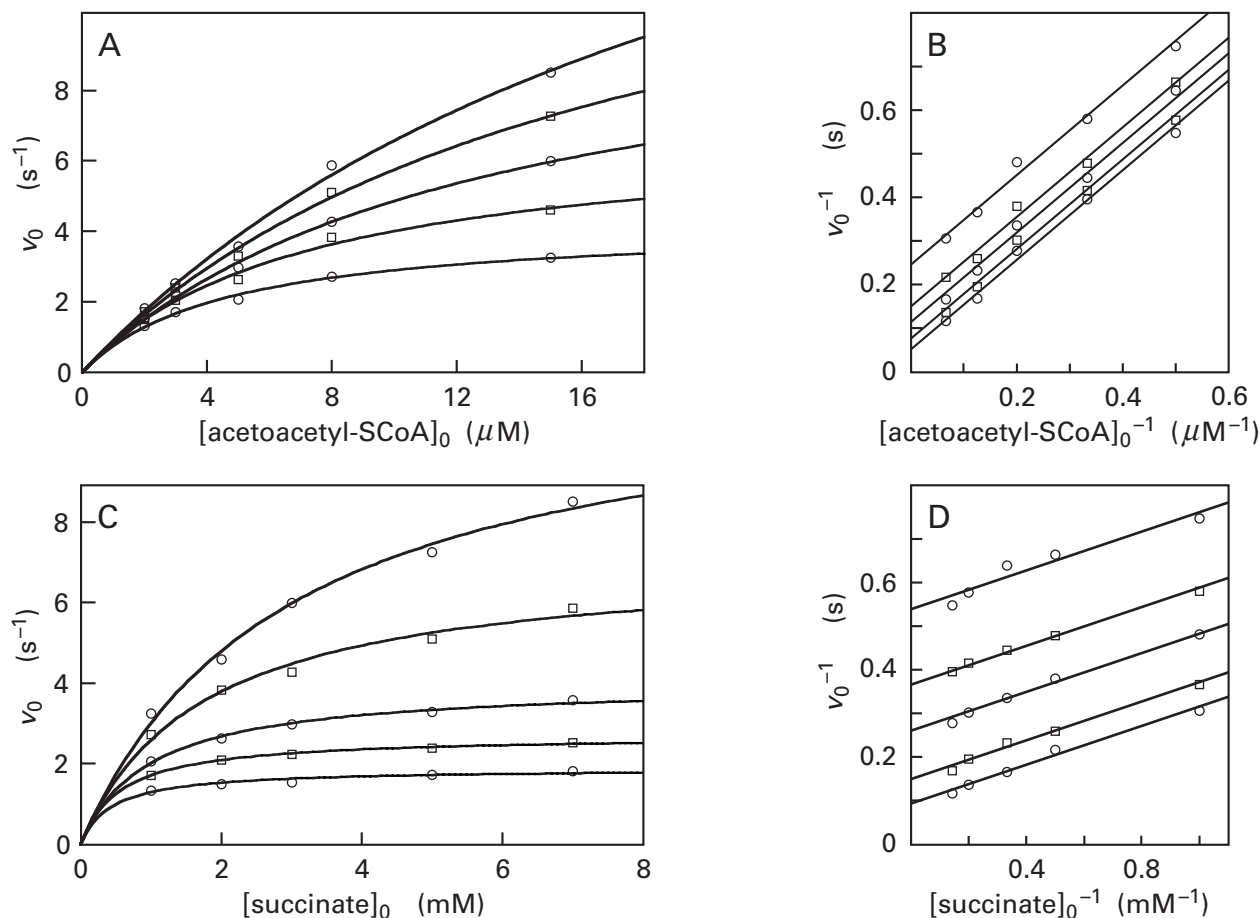 A
8
6
4
2
0
v₀ (s⁻¹)
0 4 8 12 16
[acetoacetyl-SCoA]₀ (μM)
B
0.6
0.4
0.2
0
v₀⁻¹ (s)
0.2 0.4 0.6
[acetoacetyl-SCoA]₀⁻¹ (μM⁻¹)
C
8
6
4
2
0
v₀ (s⁻¹)
0 2 4 6 8
[succinate]₀ (mM)
D
0.6
0.4
0.2
0
v₀⁻¹ (s)
0.4 0.8
[succinate]₀⁻¹ (mM⁻¹)